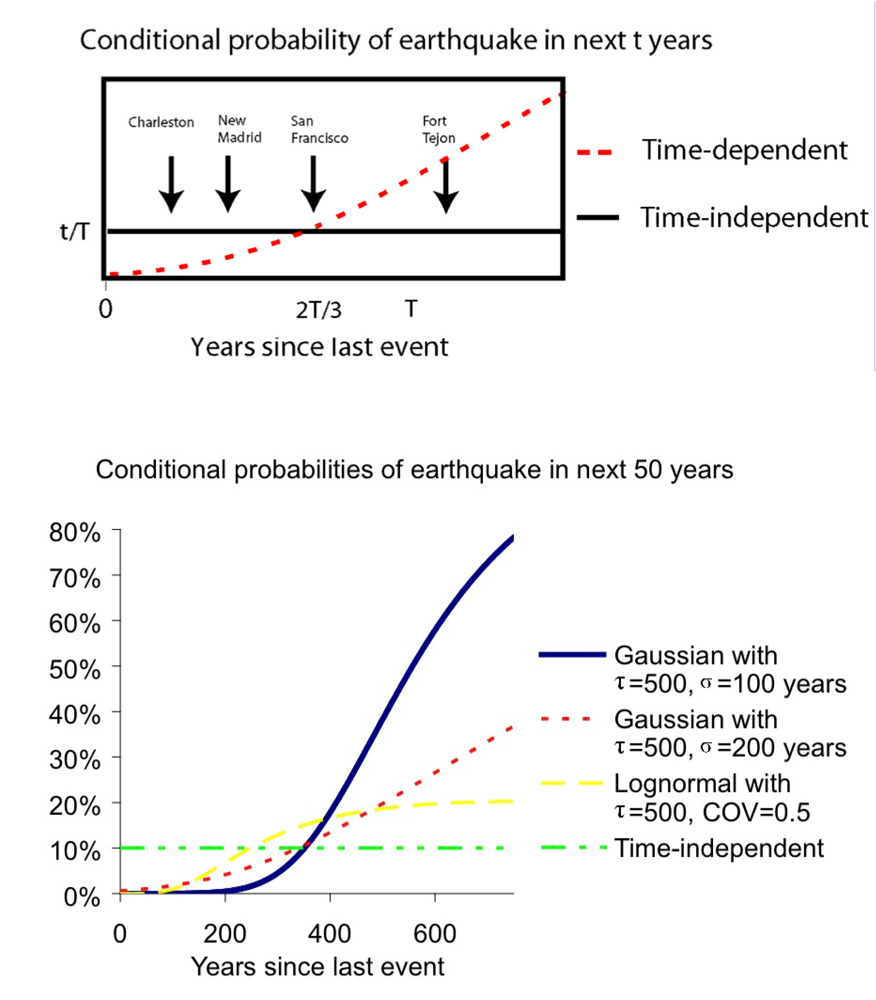 Conditional probability of earthquake in next t years
Charleston
New
Madrid
San
Francisco
Fort
Tejon
Time-dependent
Time-independent
t/T
0
2T/3
T
Years since last event
Conditional probabilities of earthquake in next 50 years
80%
70%
60%
50%
40%
30%
20%
10%
0%
0
200
400
600
Years since last event
Gaussian with
τ=500, σ=100 years
Gaussian with
τ=500, σ=200 years
Lognormal with
τ=500, COV=0.5
Time-independent